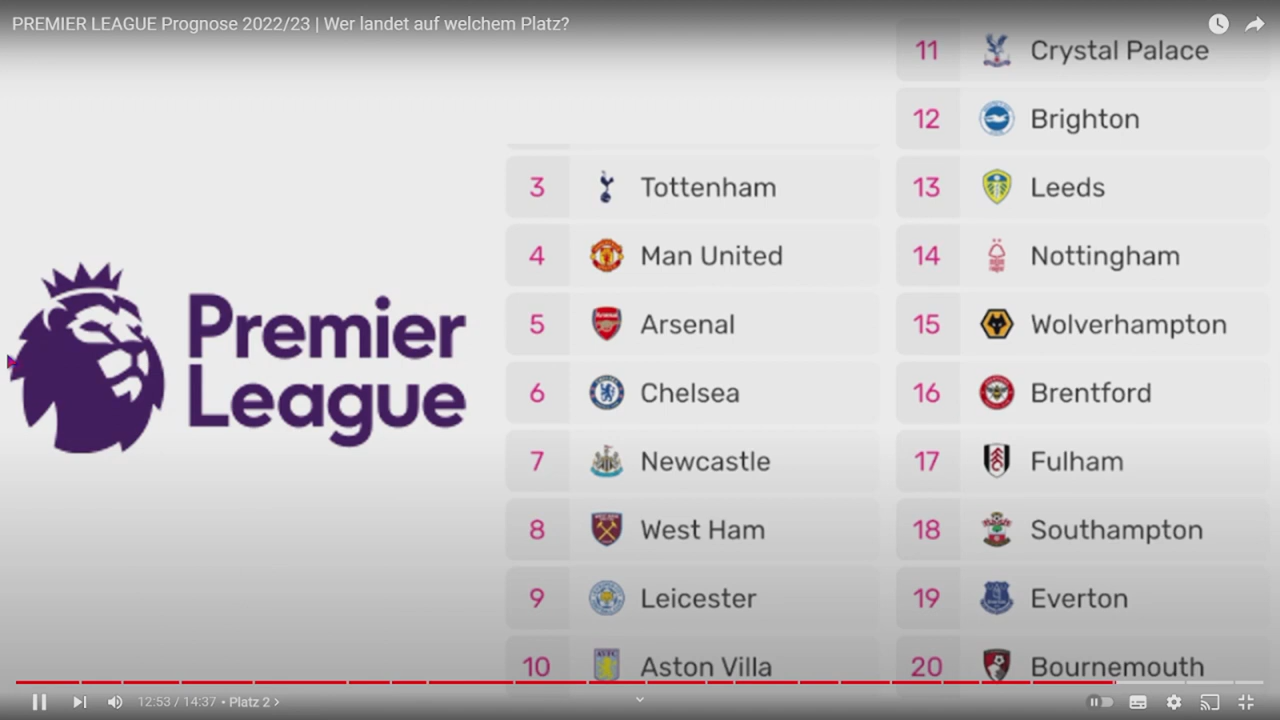 PREMIER LEAGUE Prognose 2022/23 | Wer landet auf welchem Platz?
Premier
League
3 Tottenham
4 Man United
5 Arsenal
6 Chelsea
7 Newcastle
8 West Ham
9 Leicester
10 Aston Villa
11 Crystal Palace
12 Brighton
13 Leeds
14 Nottingham
15 Wolverhampton
16 Brentford
17 Fulham
18 Southampton
19 Everton
20 Bournemouth
12:53 / 14:37 • Platz 2 >